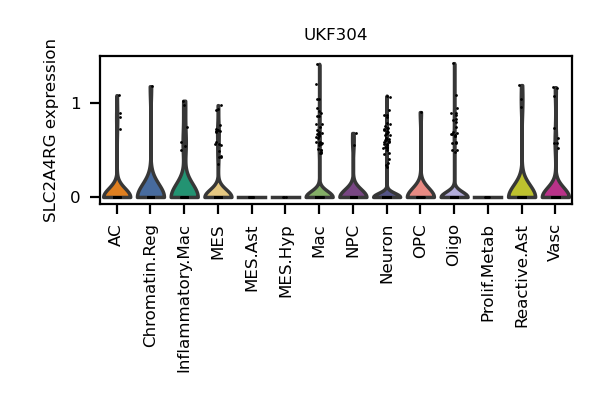 UKF304
SLC2A4RG expression
1
0
AC
Chromatin.Reg
Inflammatory.Mac
MES
MES.Ast
MES.Hyp
Mac
NPC
Neuron
OPC
Oligo
Prolif.Metab
Reactive.Ast
Vasc